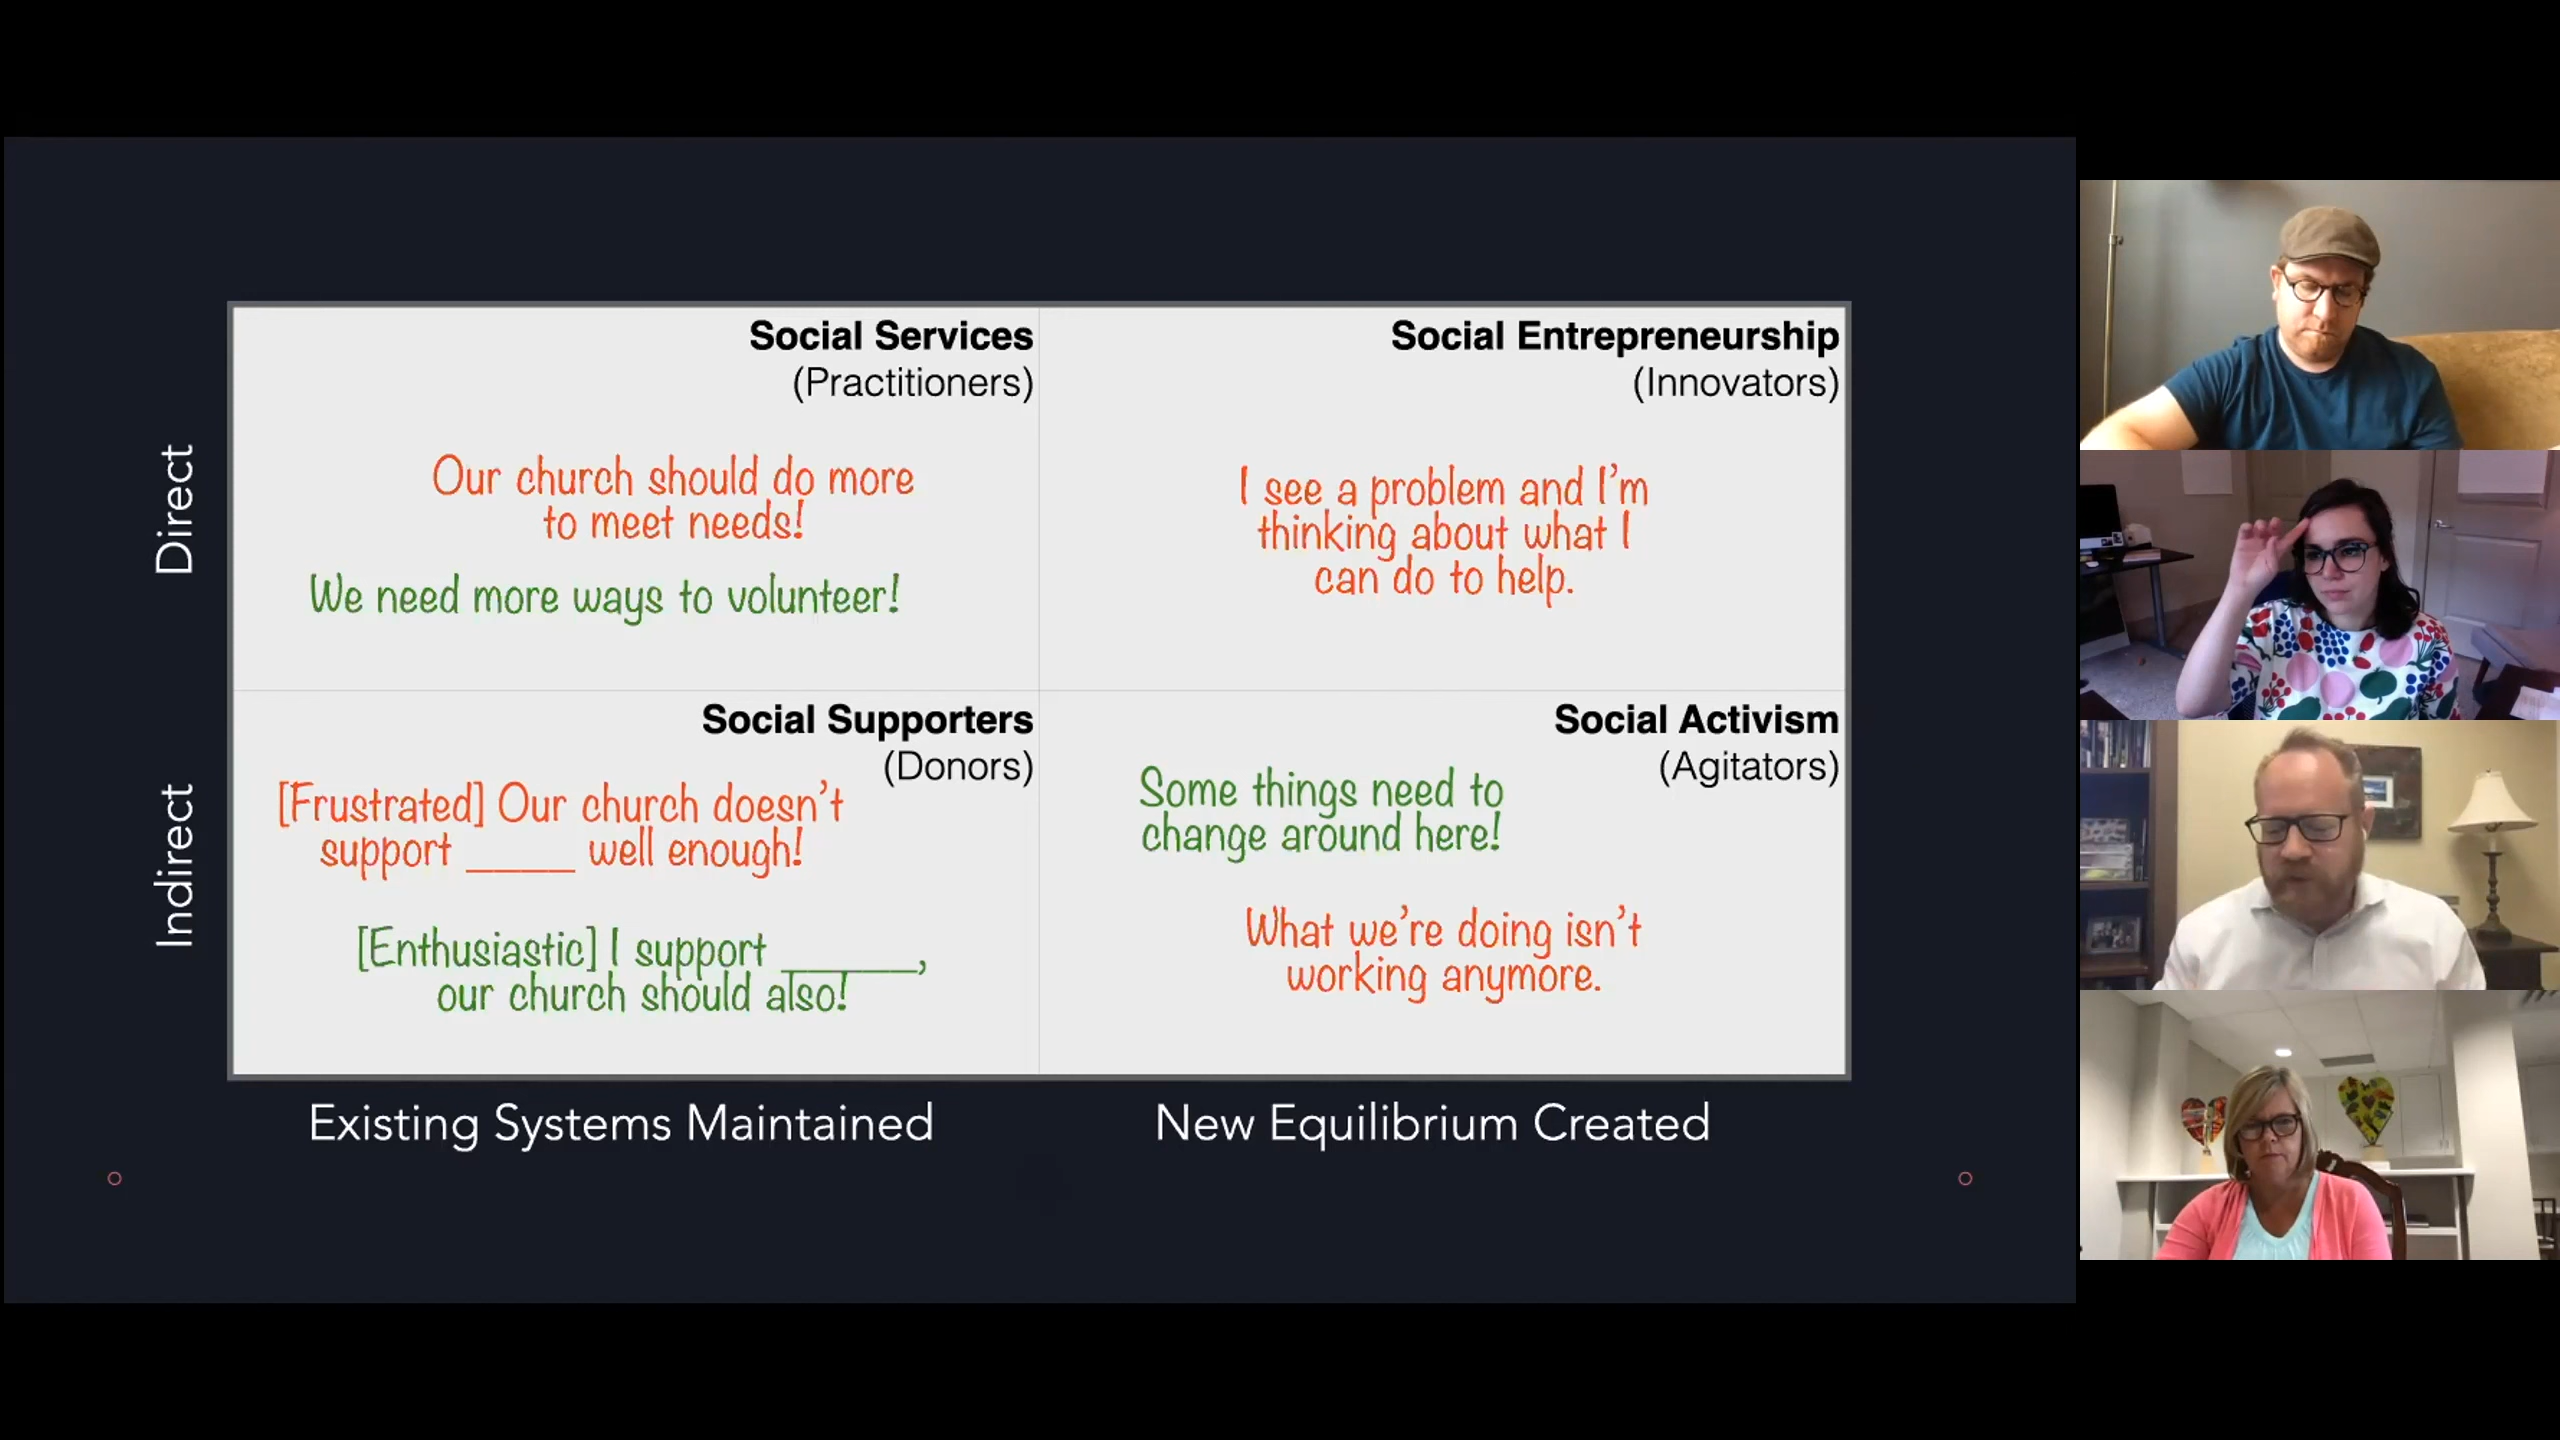 Social Services
(Practitioners)
Our church should do more
to meet needs!
We need more ways to volunteer!
Social Entrepreneurship
(Innovators)
I see a problem and I'm
thinking about what I
can do to help.
Social Supporters
(Donors)
[Frustrated] Our church doesn't
support _____ well enough!
[Enthusiastic] I support ______,
our church should also!
Social Activism
(Agitators)
Some things need to
change around here!
What we're doing isn't
working anymore.
Direct
Indirect
Existing Systems Maintained
New Equilibrium Created